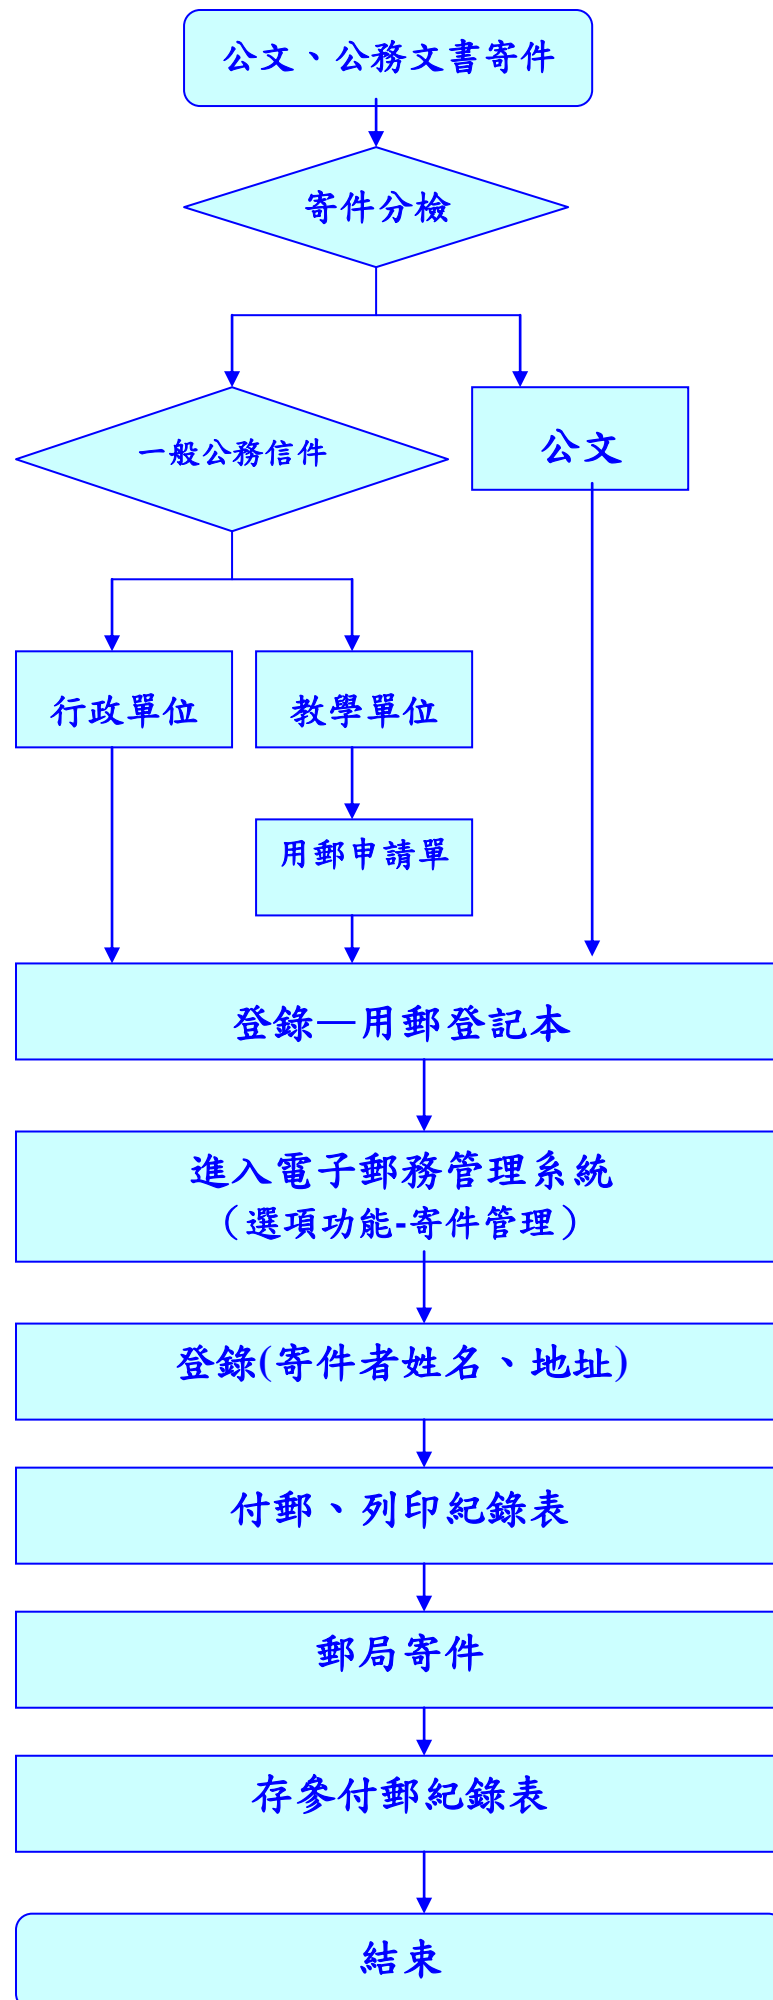 公文、公務文書寄件
寄件分檢
一般公務信件
公文
行政單位
教學單位
用郵申請單
登錄—用郵登記本
進入電子郵務管理系統
（選項功能-寄件管理）
登錄(寄件者姓名、地址)
付郵、列印紀錄表
郵局寄件
存參付郵紀錄表
結束